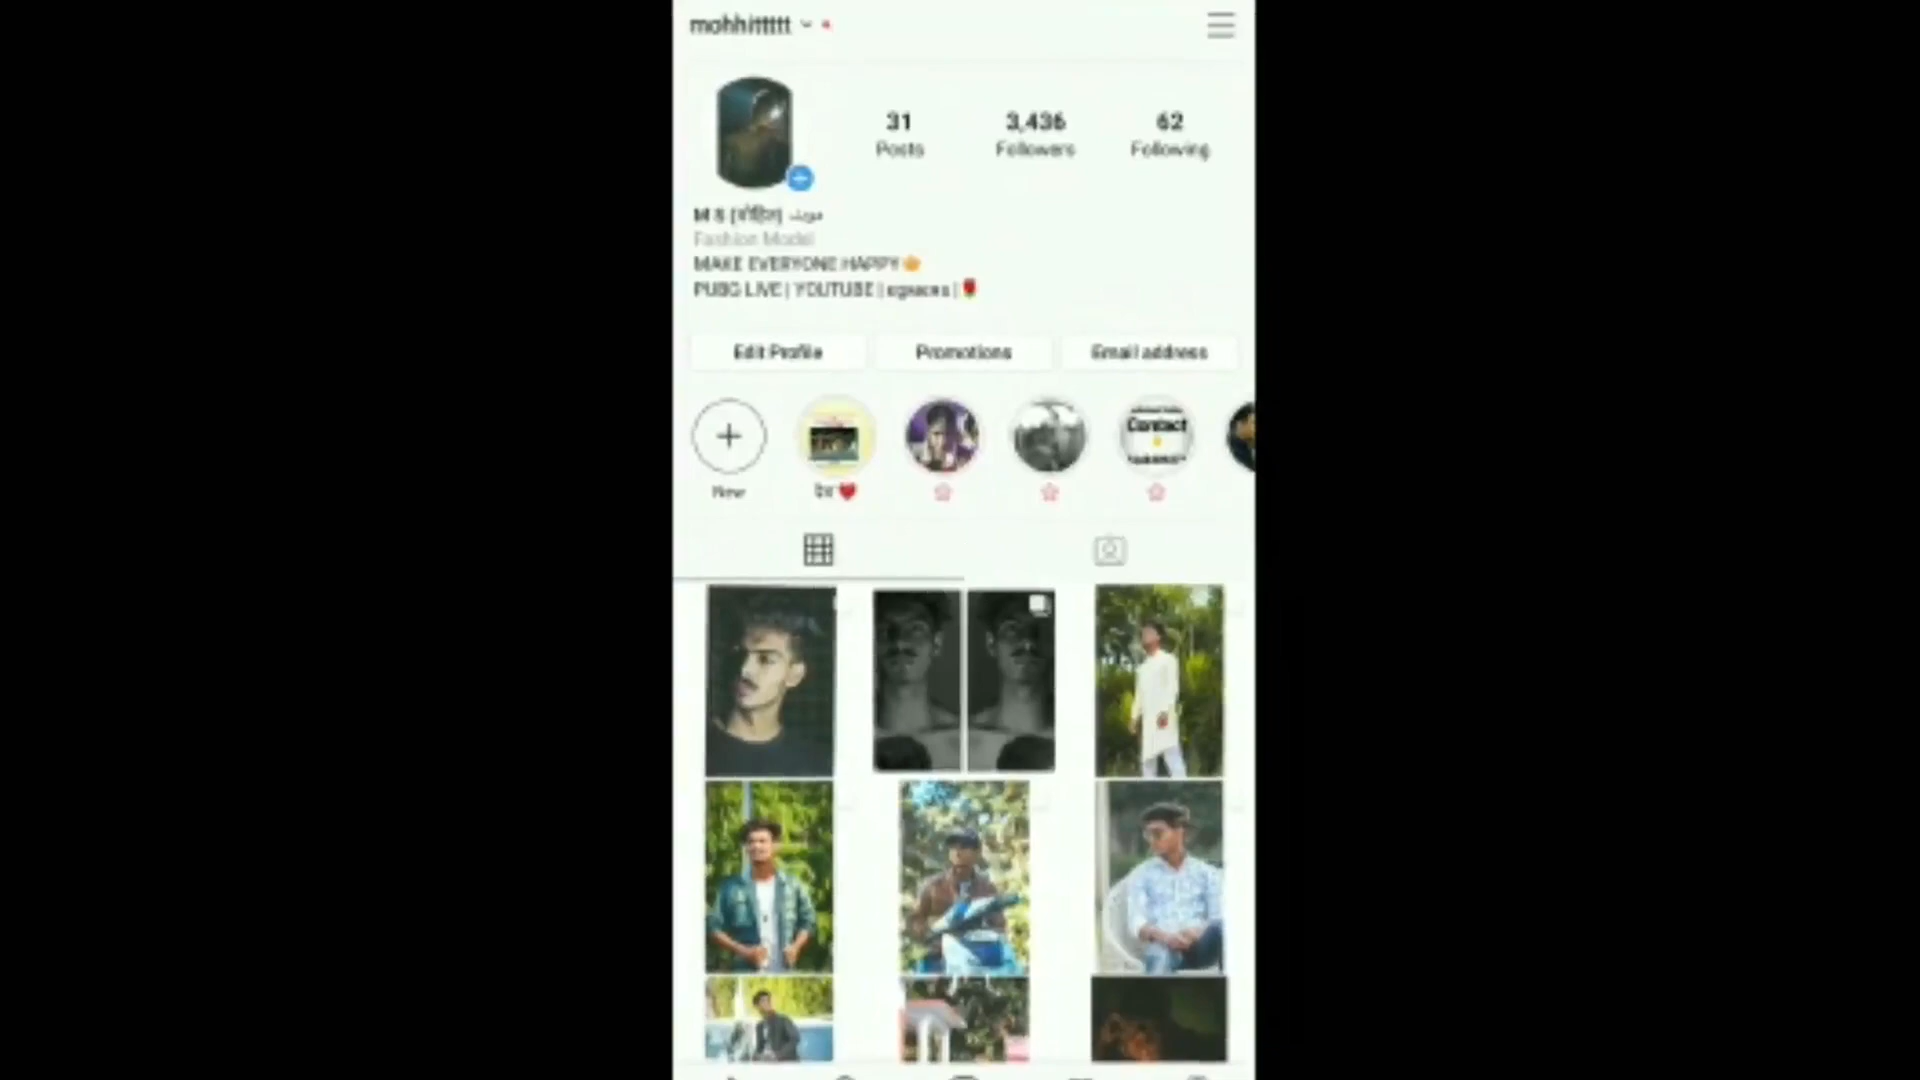 mohhittttt
31
3,436
62
Posts
Followers
Following
M S (मोहित)
Fashion Model
MAKE EVERYONE HAPPY
PUBG LIVE | YOUTUBE |
Edit Profile
Promotions
Email address
Contact
New